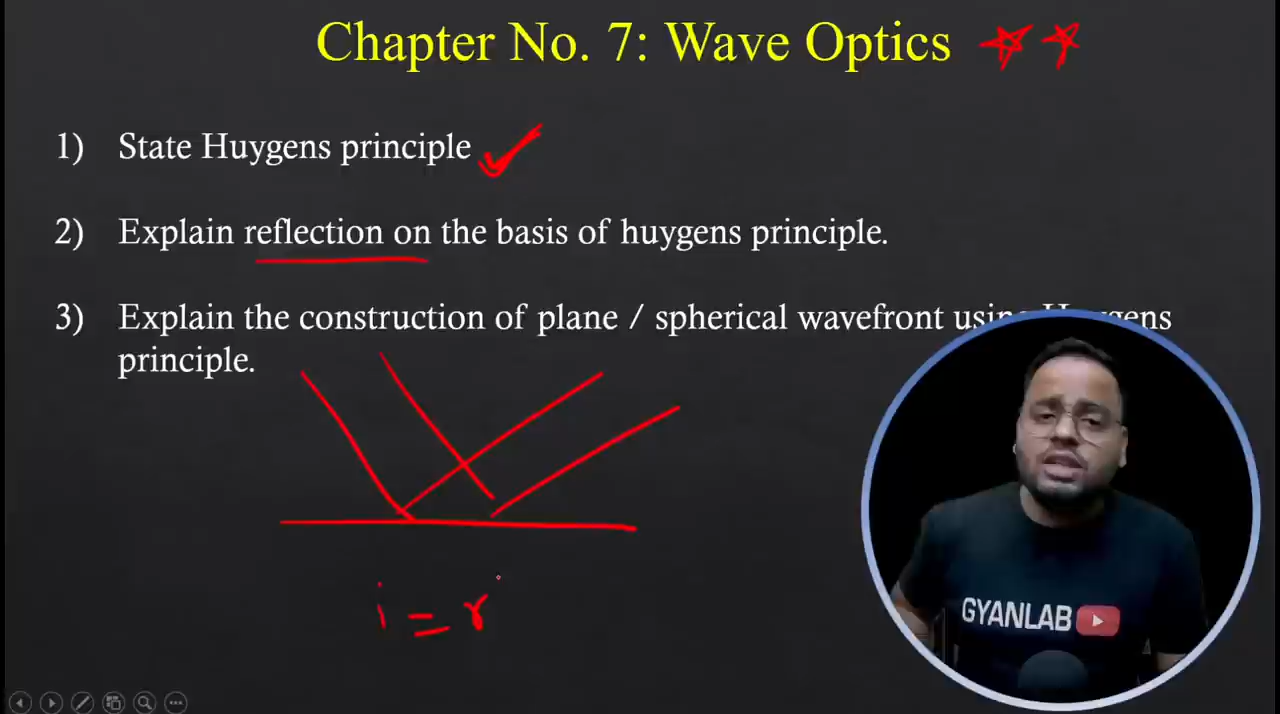 Chapter No. 7: Wave Optics
1) State Huygens principle
2) Explain reflection on the basis of huygens principle.
3) Explain the construction of plane / spherical wavefront using Huygens
principle.
i = r
GYANLAB